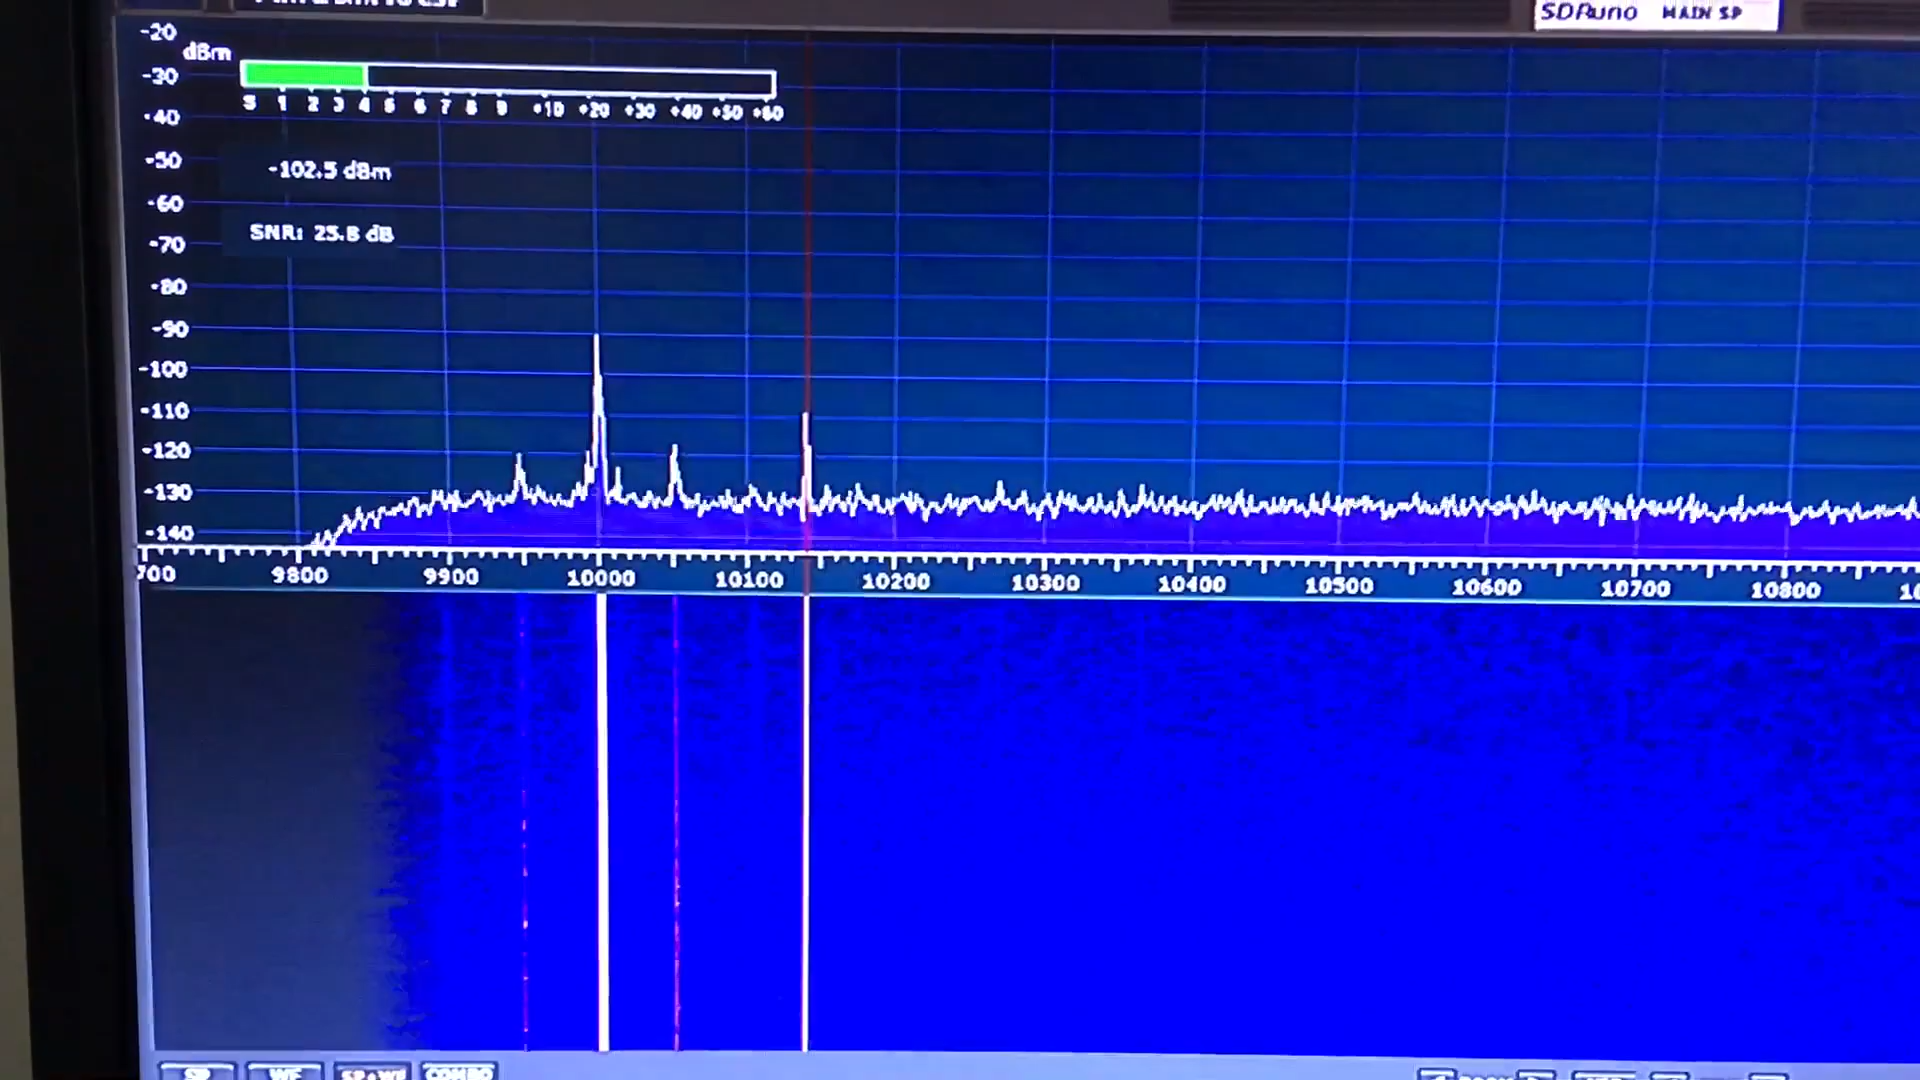 SDRuno MAIN SP
-20
dBm
-30
S 1 2 3 4 5 6 7 8 9 +10 +20 +30 +40 +50 +60
-40
-50
-102.5 dBm
-60
SNR: 25.8 dB
-70
-80
-90
-100
-110
-120
-130
-140
700 9800 9900 10000 10100 10200 10300 10400 10500 10600 10700 10800
SP WF SP+WF COMBO